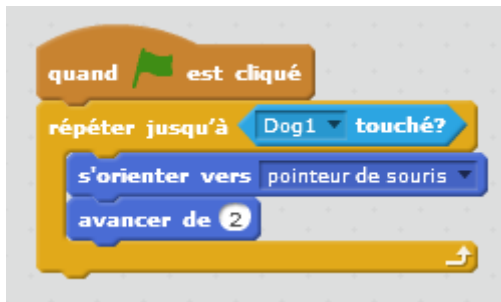 quand est cliqué
répéter jusqu'à Dog1 touché?
s'orienter vers pointeur de souris
avancer de 2